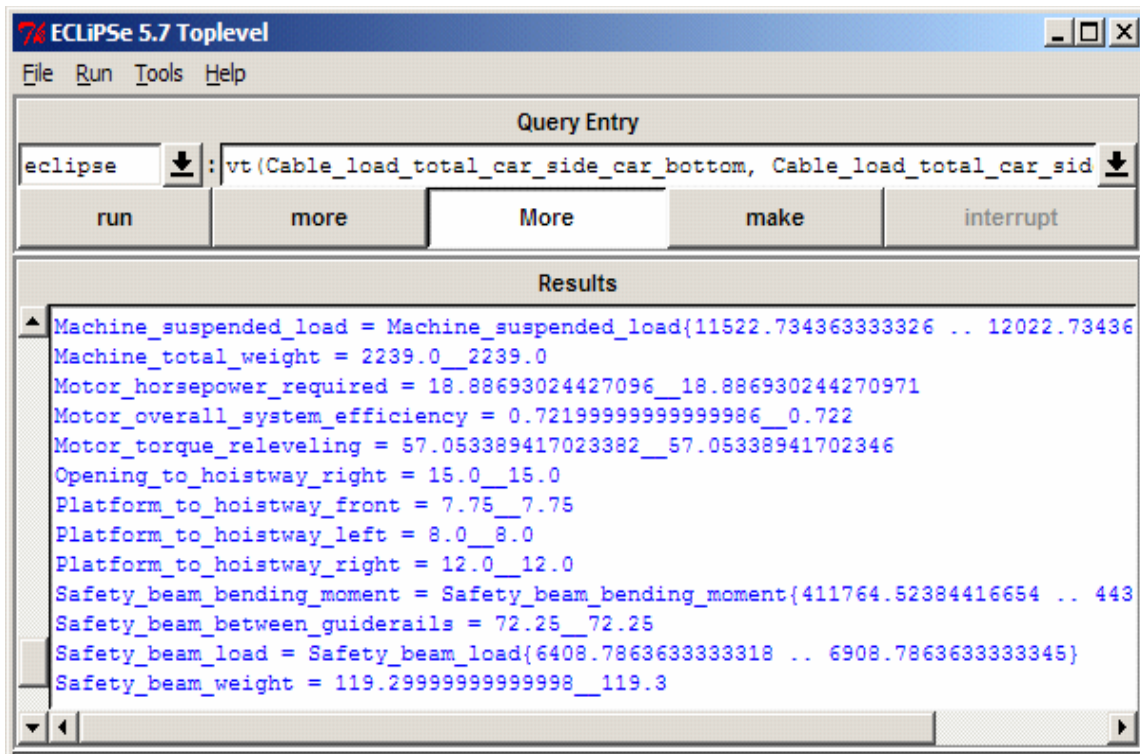 ECLiPSe 5.7 Toplevel
File Run Tools Help
Query Entry
eclipse : vt(Cable_load_total_car_side_car_bottom, Cable_load_total_car_sid
run more More make interrupt
Results
Machine_suspended_load = Machine_suspended_load{11522.734363333326 .. 12022.73436
Machine_total_weight = 2239.0__2239.0
Motor_horsepower_required = 18.88693024427096__18.886930244270971
Motor_overall_system_efficiency = 0.72199999999999986__0.722
Motor_torque_releveling = 57.053389417023382__57.05338941702346
Opening_to_hoistway_right = 15.0__15.0
Platform_to_hoistway_front = 7.75__7.75
Platform_to_hoistway_left = 8.0__8.0
Platform_to_hoistway_right = 12.0__12.0
Safety_beam_bending_moment = Safety_beam_bending_moment{411764.52384416654 .. 443
Safety_beam_between_guiderails = 72.25__72.25
Safety_beam_load = Safety_beam_load{6408.7863633333318 .. 6908.7863633333345}
Safety_beam_weight = 119.29999999999998__119.3